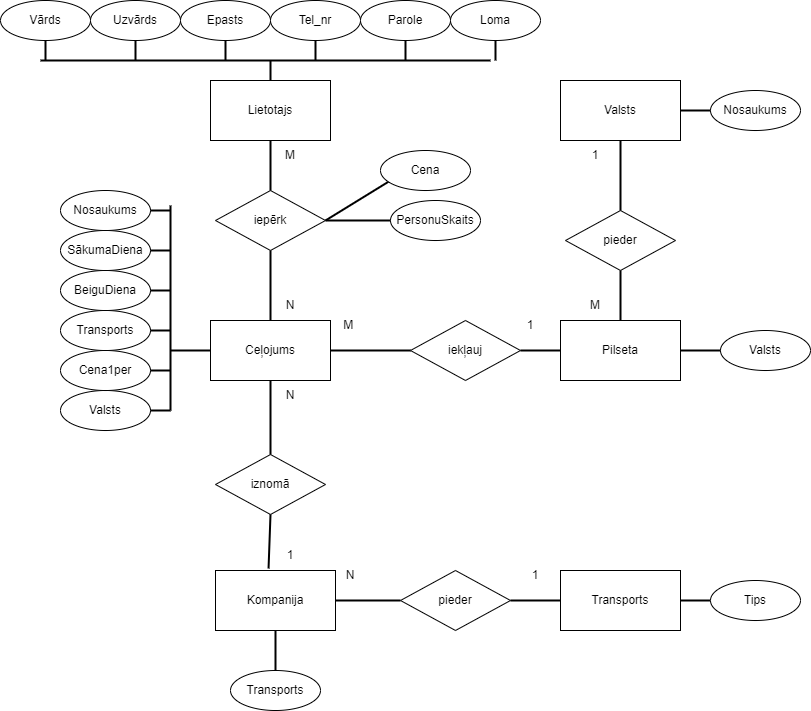 Vārds
Uzvārds
Epasts
Tel_nr
Parole
Loma
Lietotajs
Valsts
Nosaukums
M
1
Cena
iepērk
PersonuSkaits
pieder
Nosaukums
SākumaDiena
BeiguDiena
Transports
Cena1per
Valsts
N
M
Ceļojums
M
iekļauj
1
Pilseta
Valsts
N
iznomā
1
Kompanija
N
pieder
1
Transports
Tips
Transports